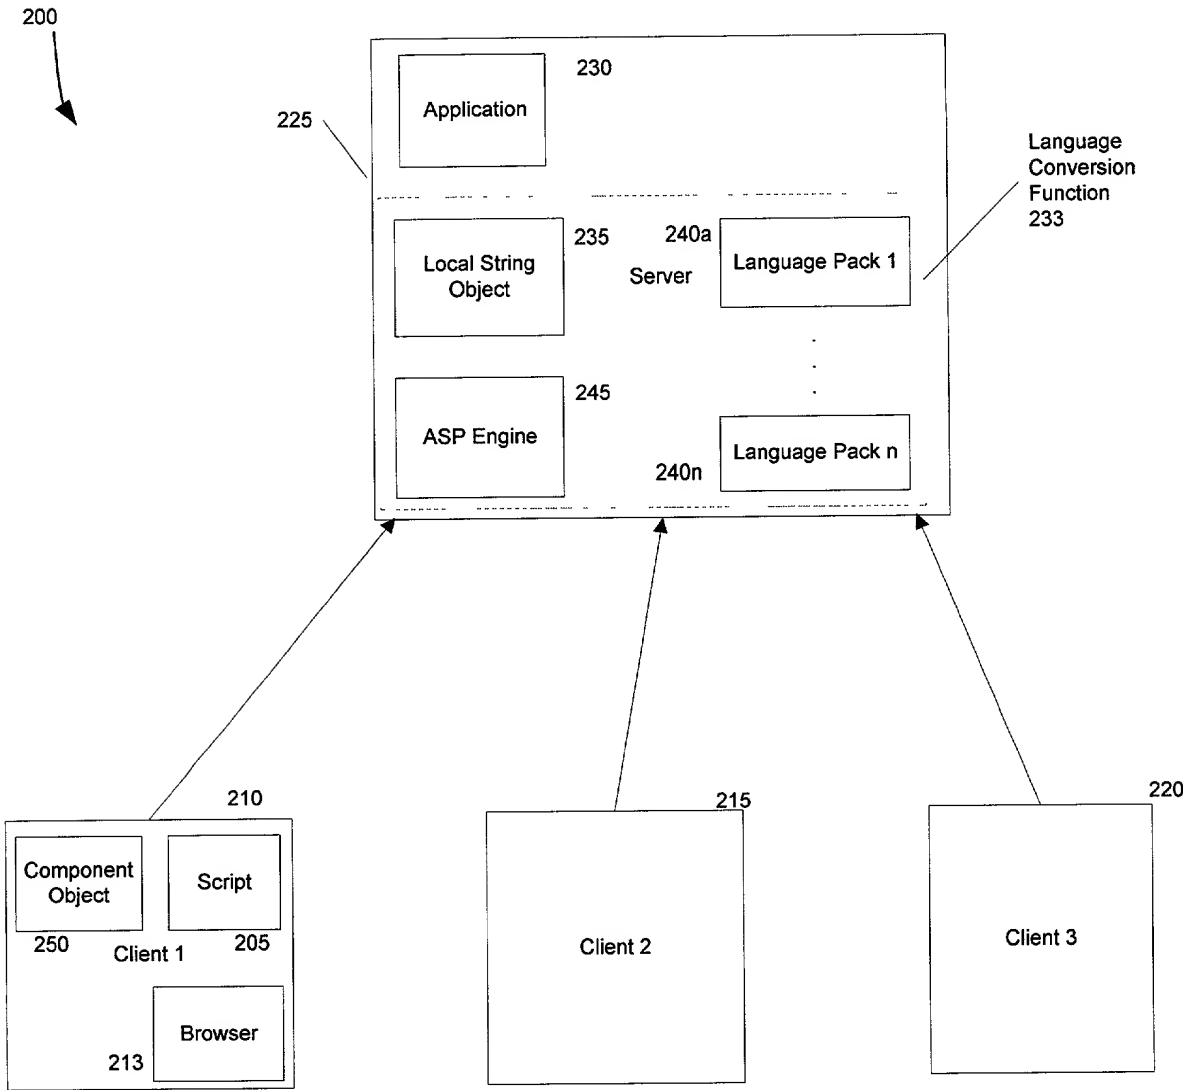 200
230
Application
225
Language
Conversion
Function
233
235
240a
Local String
Object
Server
Language Pack 1
245
ASP Engine
Language Pack n
240n
210
215
220
Component
Object
Script
250
205
Client 1
Client 2
Client 3
Browser
213